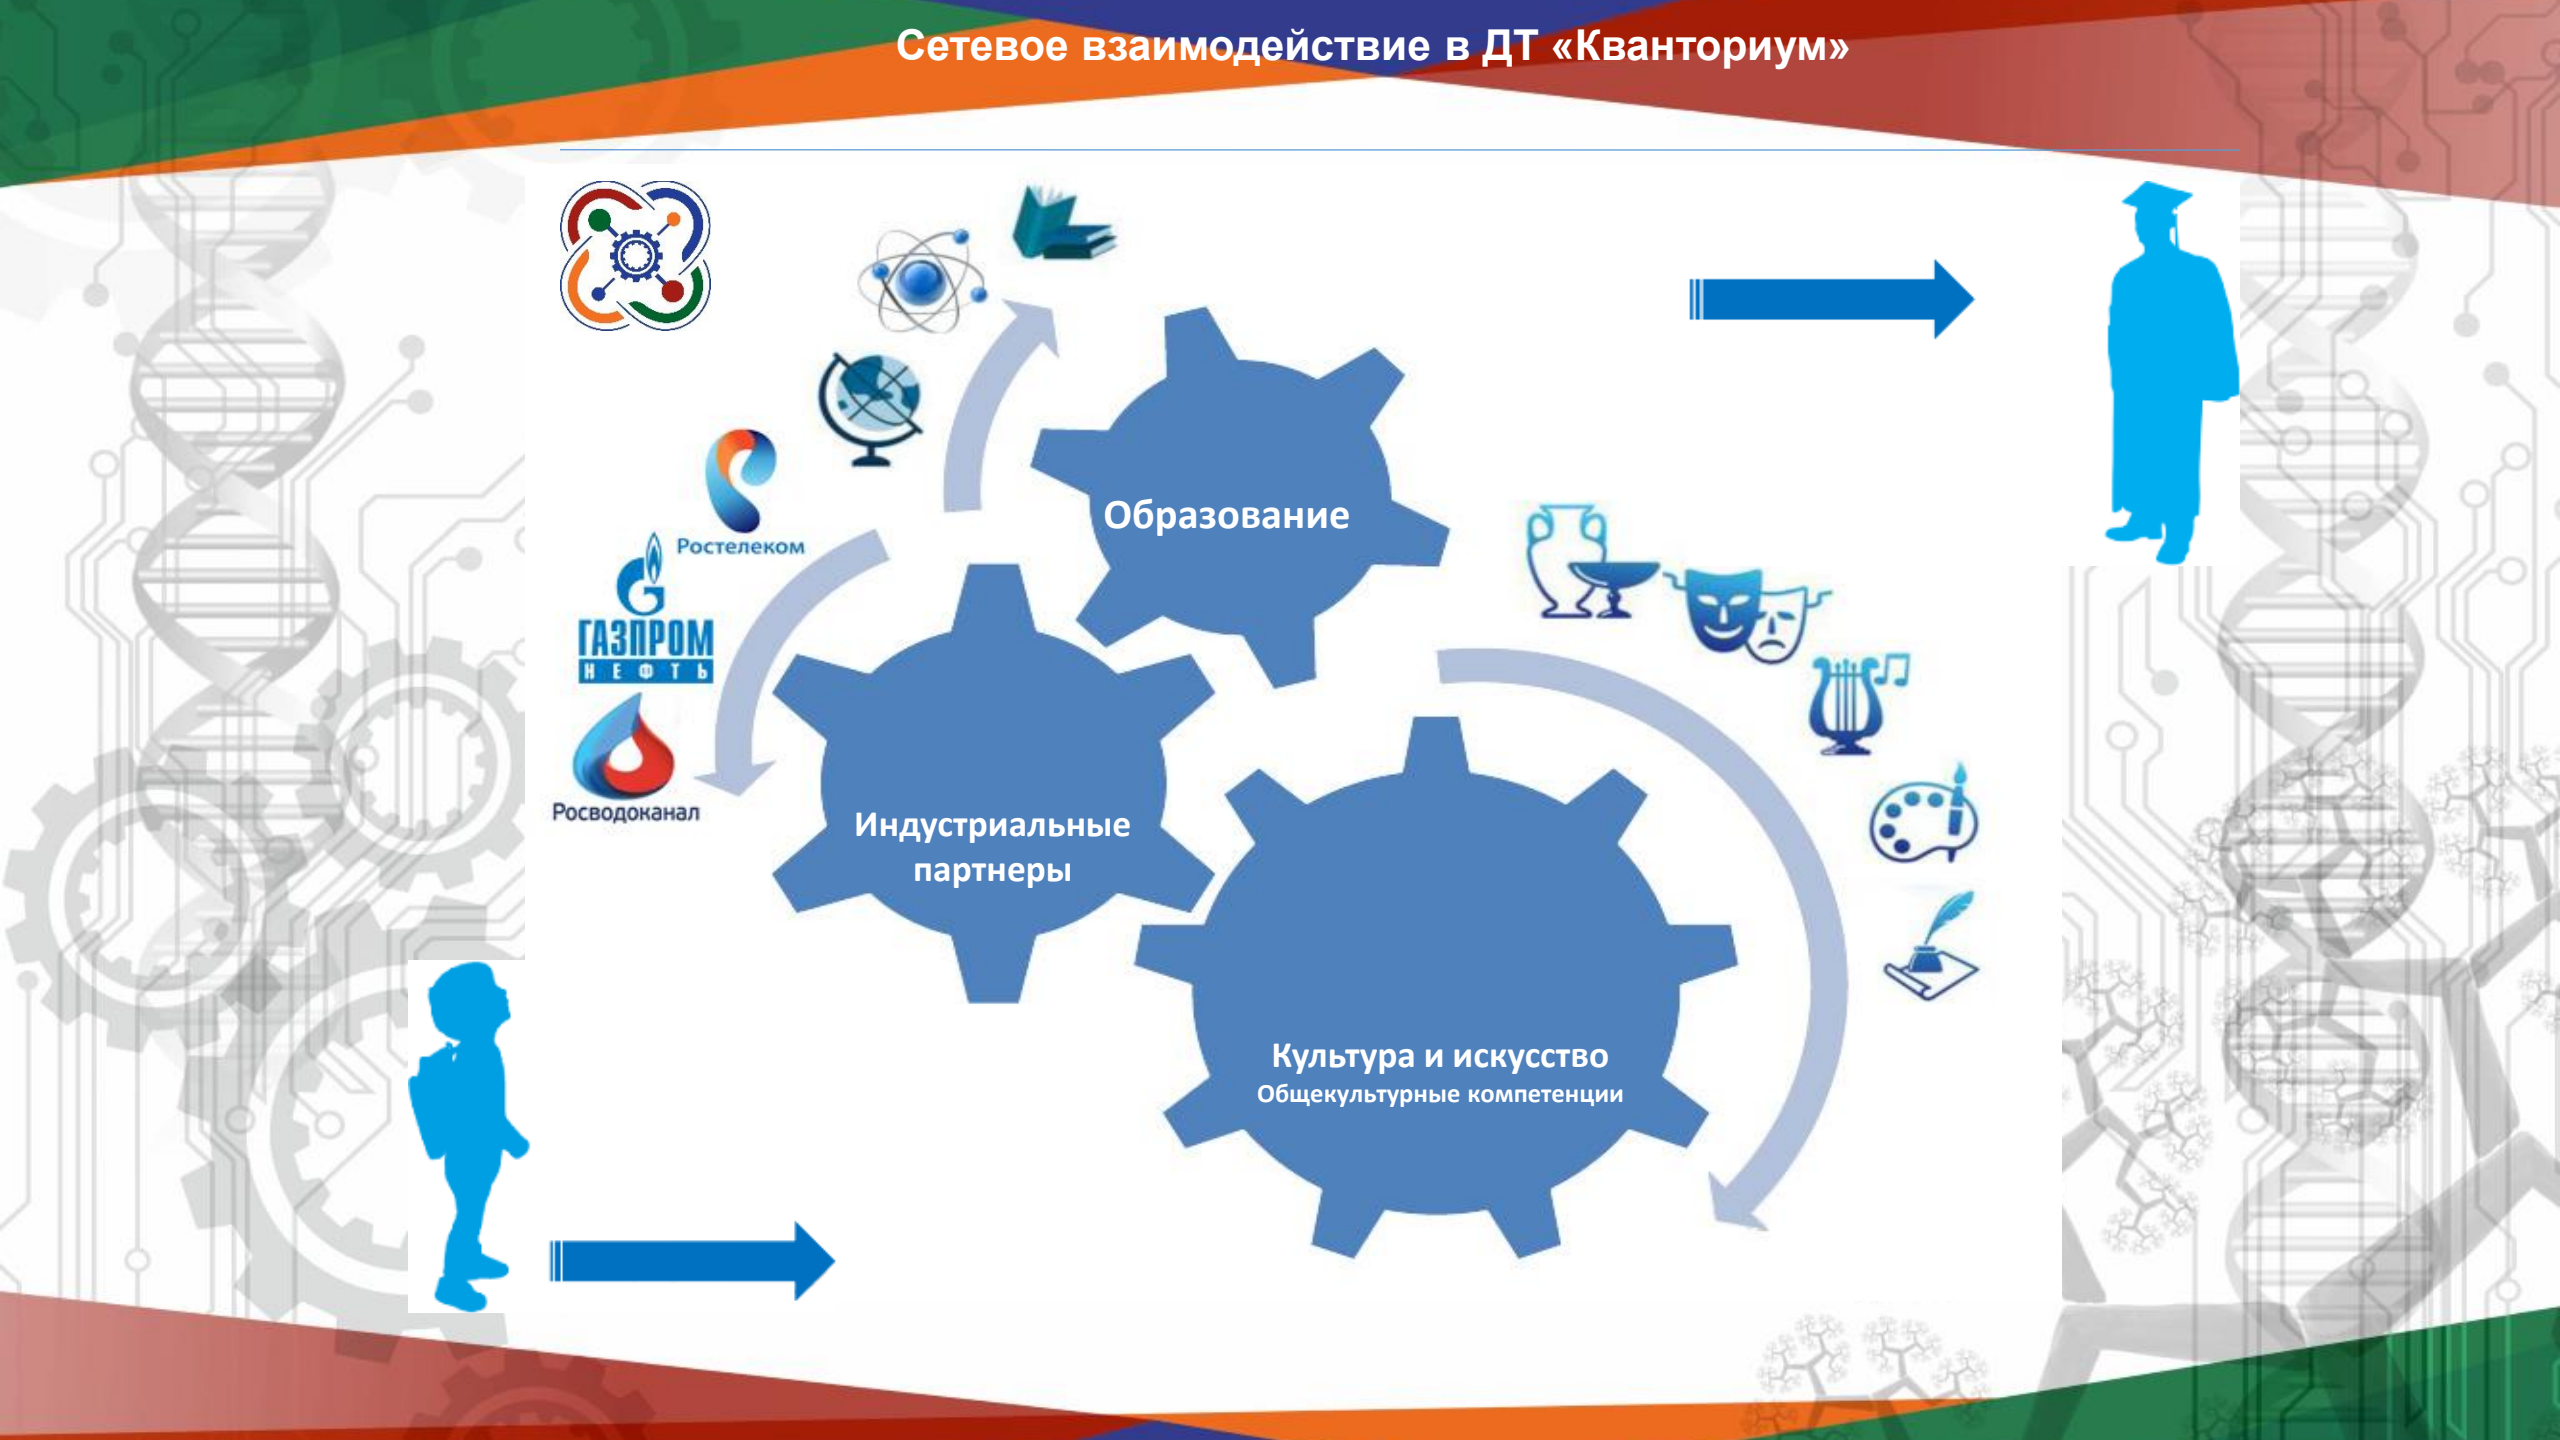 Сетевое взаимодействие в ДТ «Кванториум»
Образование
Ростелеком
ГАЗПРОМ
НЕФТЬ
Росводоканал
Индустриальные
партнеры
Культура и искусство
Общекультурные компетенции